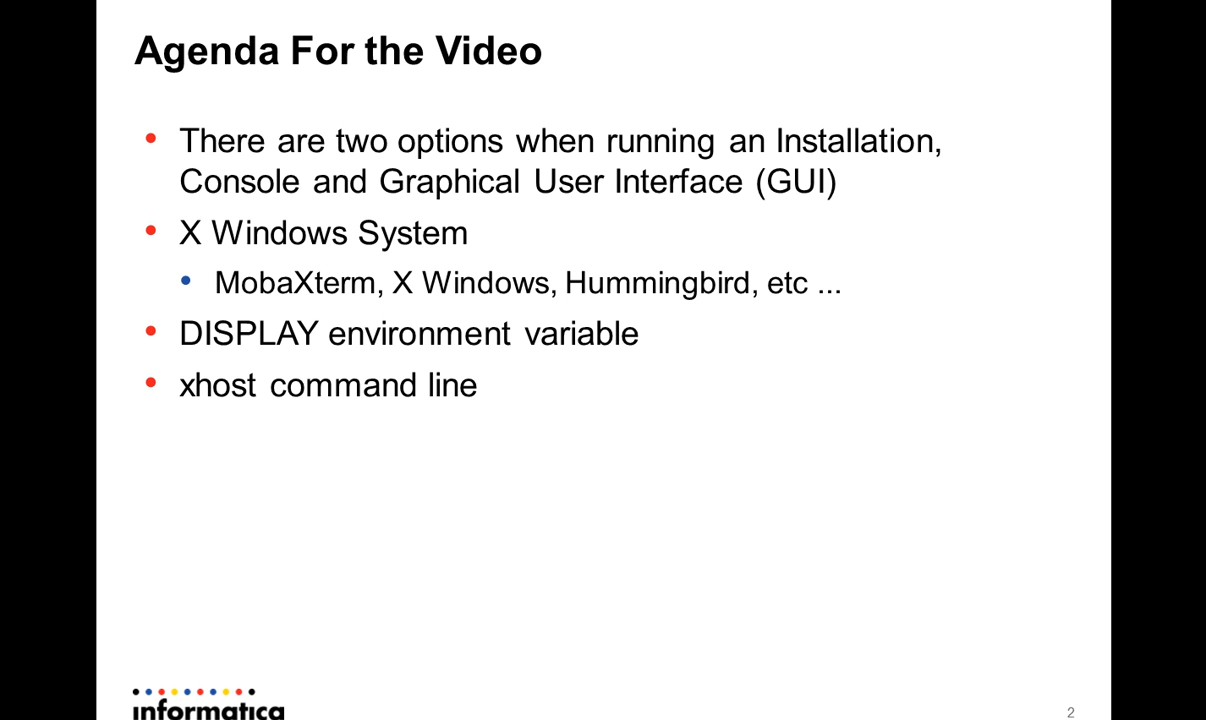 Agenda For the Video
• There are two options when running an Installation,
Console and Graphical User Interface (GUI)
• X Windows System
• MobaXterm, X Windows, Hummingbird, etc ...
• DISPLAY environment variable
• xhost command line
informatica
2